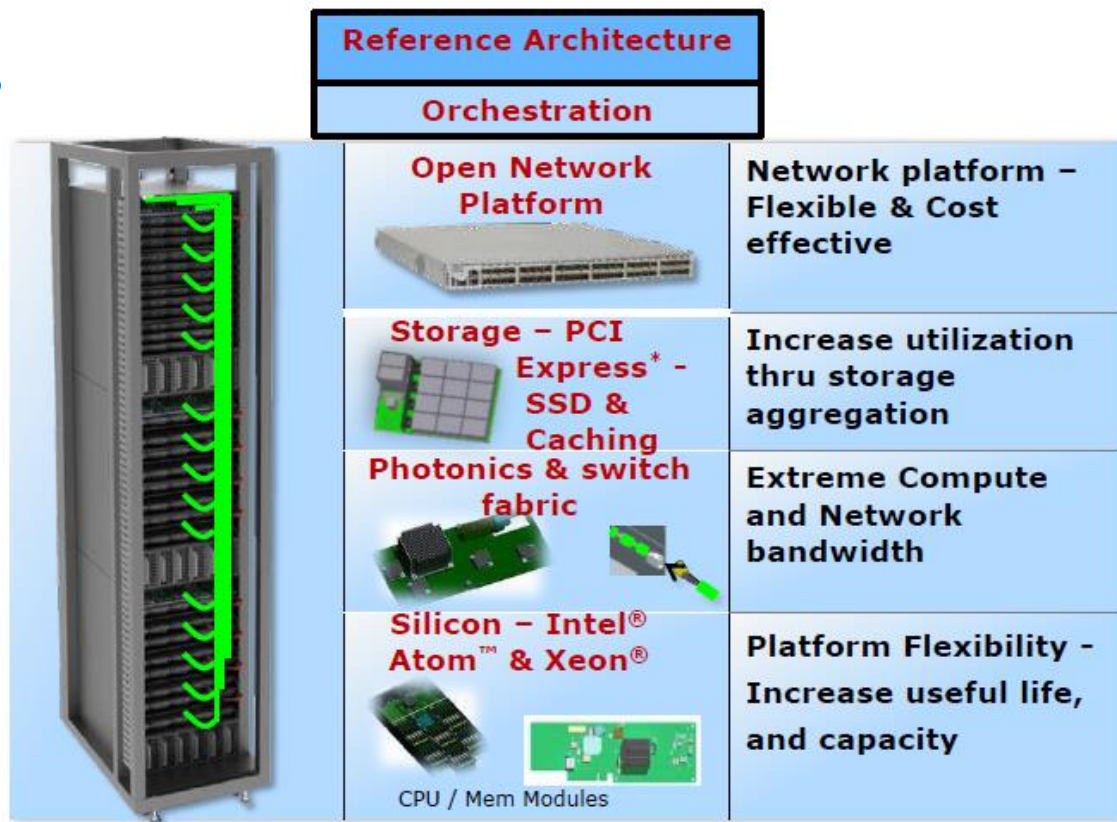 Reference Architecture
Orchestration
Open Network
Platform
Network platform –
Flexible & Cost
effective
Storage – PCI
Express* -
SSD &
Caching
Increase utilization
thru storage
aggregation
Photonics & switch
fabric
Extreme Compute
and Network
bandwidth
Silicon – Intel®
Atom™ & Xeon®
CPU / Mem Modules
Platform Flexibility -
Increase useful life,
and capacity